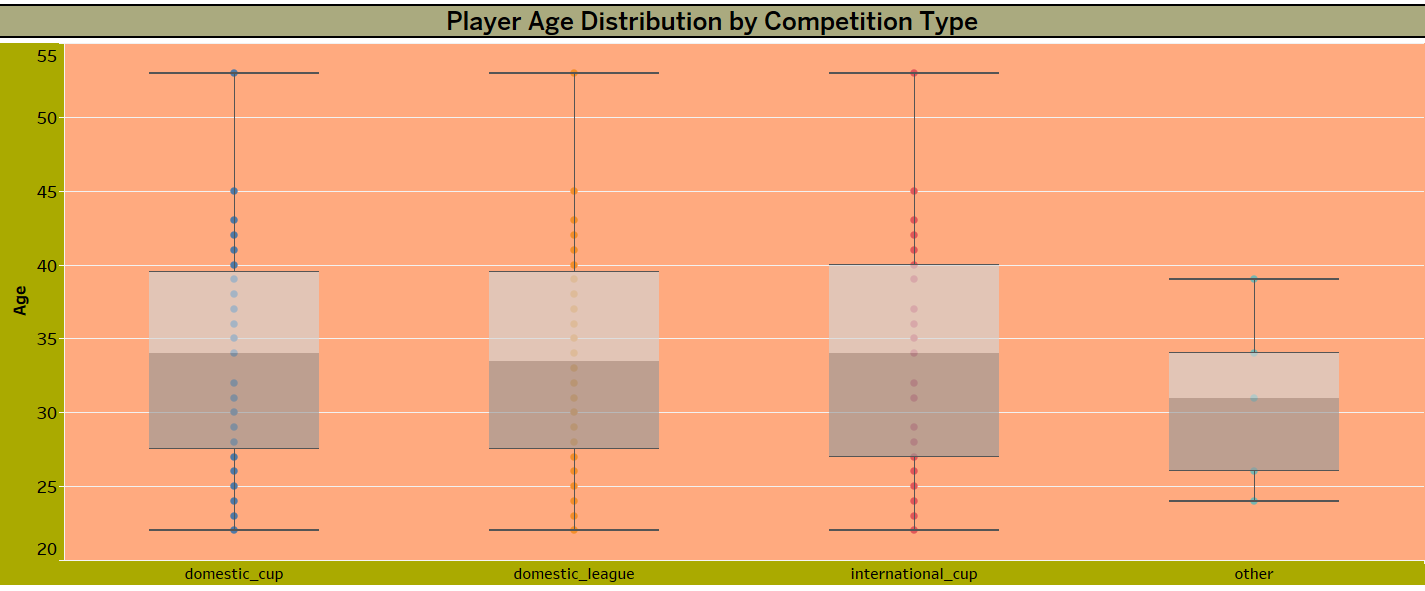 Player Age Distribution by Competition Type
55
50
45
40
35
30
25
20
Age
domestic_cup
domestic_league
international_cup
other